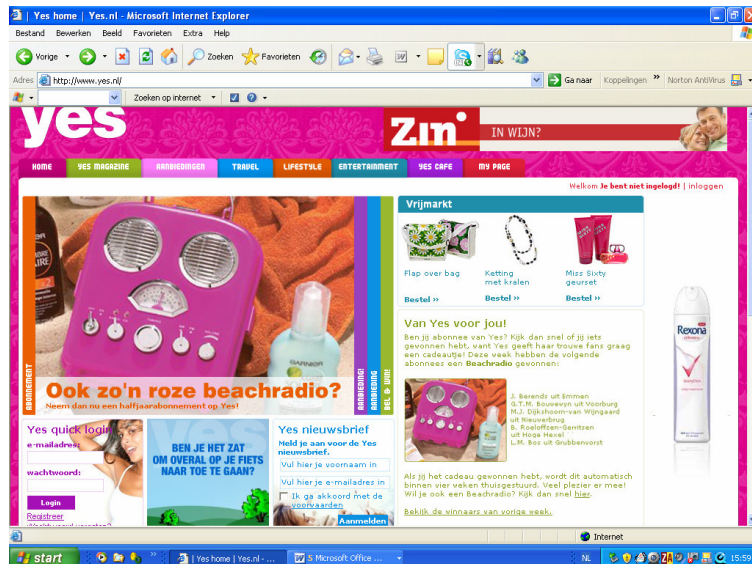 Yes home | Yes.nl - Microsoft Internet Explorer
Bestand Bewerken Beeld Favorieten Extra Help
Vorige Zoeken Favorieten
Adres http://www.yes.nl/ Ga naar Koppelingen » Norton AntiVirus
Zoeken op internet
yes
Zin IN WIJN?
HOME YES MAGAZINE AANBIEDINGEN TRAVEL LIFESTYLE ENTERTAINMENT YES CAFE MY PAGE
Welkom Je bent niet ingelogd! | inloggen
ABONNEMENT
GARNIER
Ook zo'n roze beachradio?
Neem dan nu een halfjaarabonnement op Yes!
AANBIEDING!
AANBIEDING
BEL & WIN!
Vrijmarkt
Flap over bag
Bestel »
Ketting
met kralen
Bestel »
Miss Sixty
geurset
Bestel »
Van Yes voor jou!
Ben jij abonnee van Yes? Kijk dan snel of jij iets
gewonnen hebt, want Yes geeft haar trouwe fans graag
een cadeautje! Deze week hebben de volgende
abonnees een Beachradio gewonnen:
J. Berends uit Emmen
G.T.M. Bouweyn uit Voorburg
M.J. Dijkshoorn-van Wijngaard
uit Nieuwerbrug
B. Roeloffzen-Gerritzen
uit Hoge Hexel
L.M. Bos uit Grubbenvorst
Als jij het cadeau gewonnen hebt, wordt dit automatisch
binnen vier weken thuisgestuurd. Veel plezier er mee!
Wil je ook een Beachradio? Kijk dan snel hier.
Bekijk de winnaars van vorige week.
Rexona
Yes quick login
e-mailadres:
wachtwoord:
Login
Registreer
BEN JE HET ZAT
OM OVERAL OP JE FIETS
NAAR TOE TE GAAN?
Yes nieuwsbrief
Meld je aan voor de Yes
nieuwsbrief.
Vul hier je voornaam in
Vul hier je e-mailadres in
Ik ga akkoord met de
voorvaarden
Aanmelden
Internet
start » Yes home | Yes.nl - ... 5 Microsoft Office ... NL 15:59